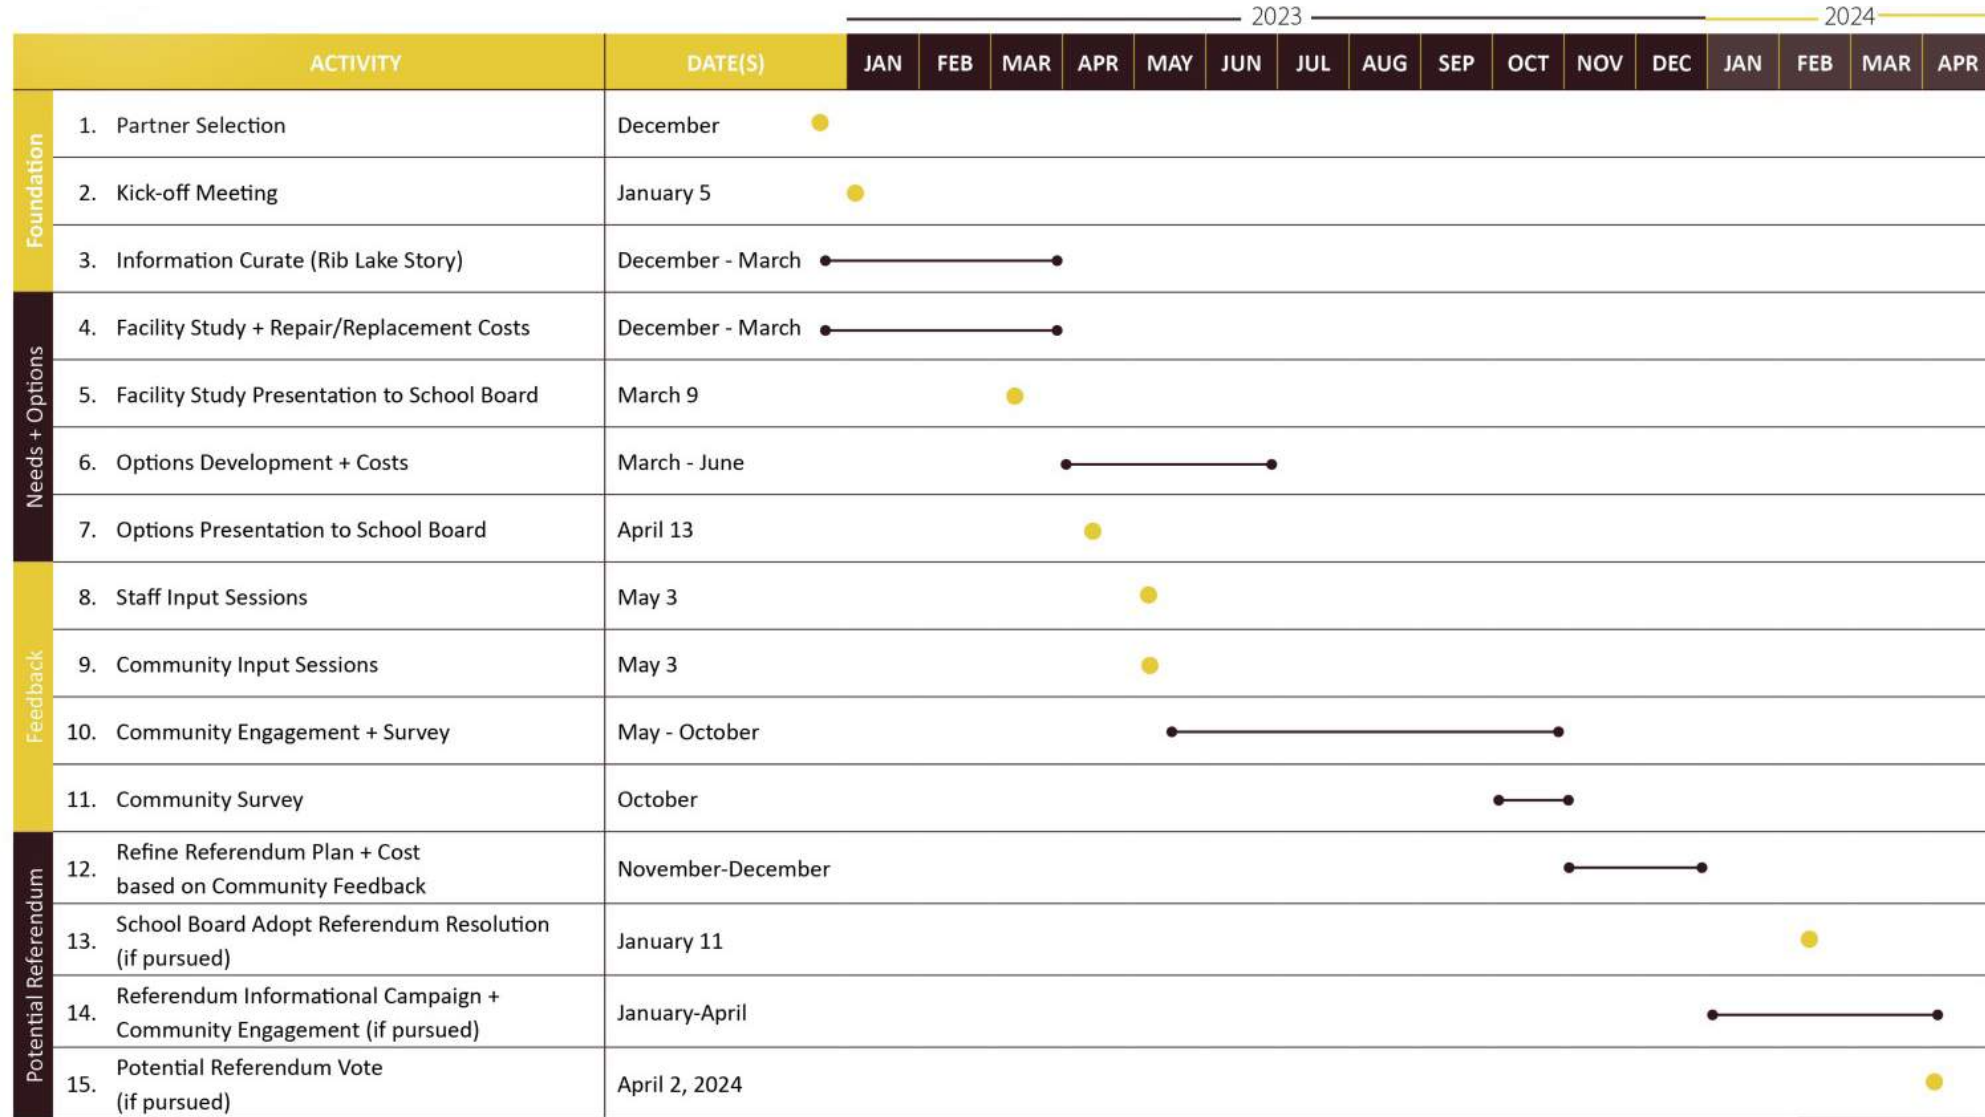 2023 2024
ACTIVITY DATE(S) JAN FEB MAR APR MAY JUN JUL AUG SEP OCT NOV DEC JAN FEB MAR APR
Foundation
1. Partner Selection December
2. Kick-off Meeting January 5
3. Information Curate (Rib Lake Story) December - March
Needs + Options
4. Facility Study + Repair/Replacement Costs December - March
5. Facility Study Presentation to School Board March 9
6. Options Development + Costs March - June
7. Options Presentation to School Board April 13
Feedback
8. Staff Input Sessions May 3
9. Community Input Sessions May 3
10. Community Engagement + Survey May - October
11. Community Survey October
Potential Referendum
12. Refine Referendum Plan + Cost
based on Community Feedback November-December
13. School Board Adopt Referendum Resolution
(if pursued) January 11
14. Referendum Informational Campaign +
Community Engagement (if pursued) January-April
15. Potential Referendum Vote
(if pursued) April 2, 2024